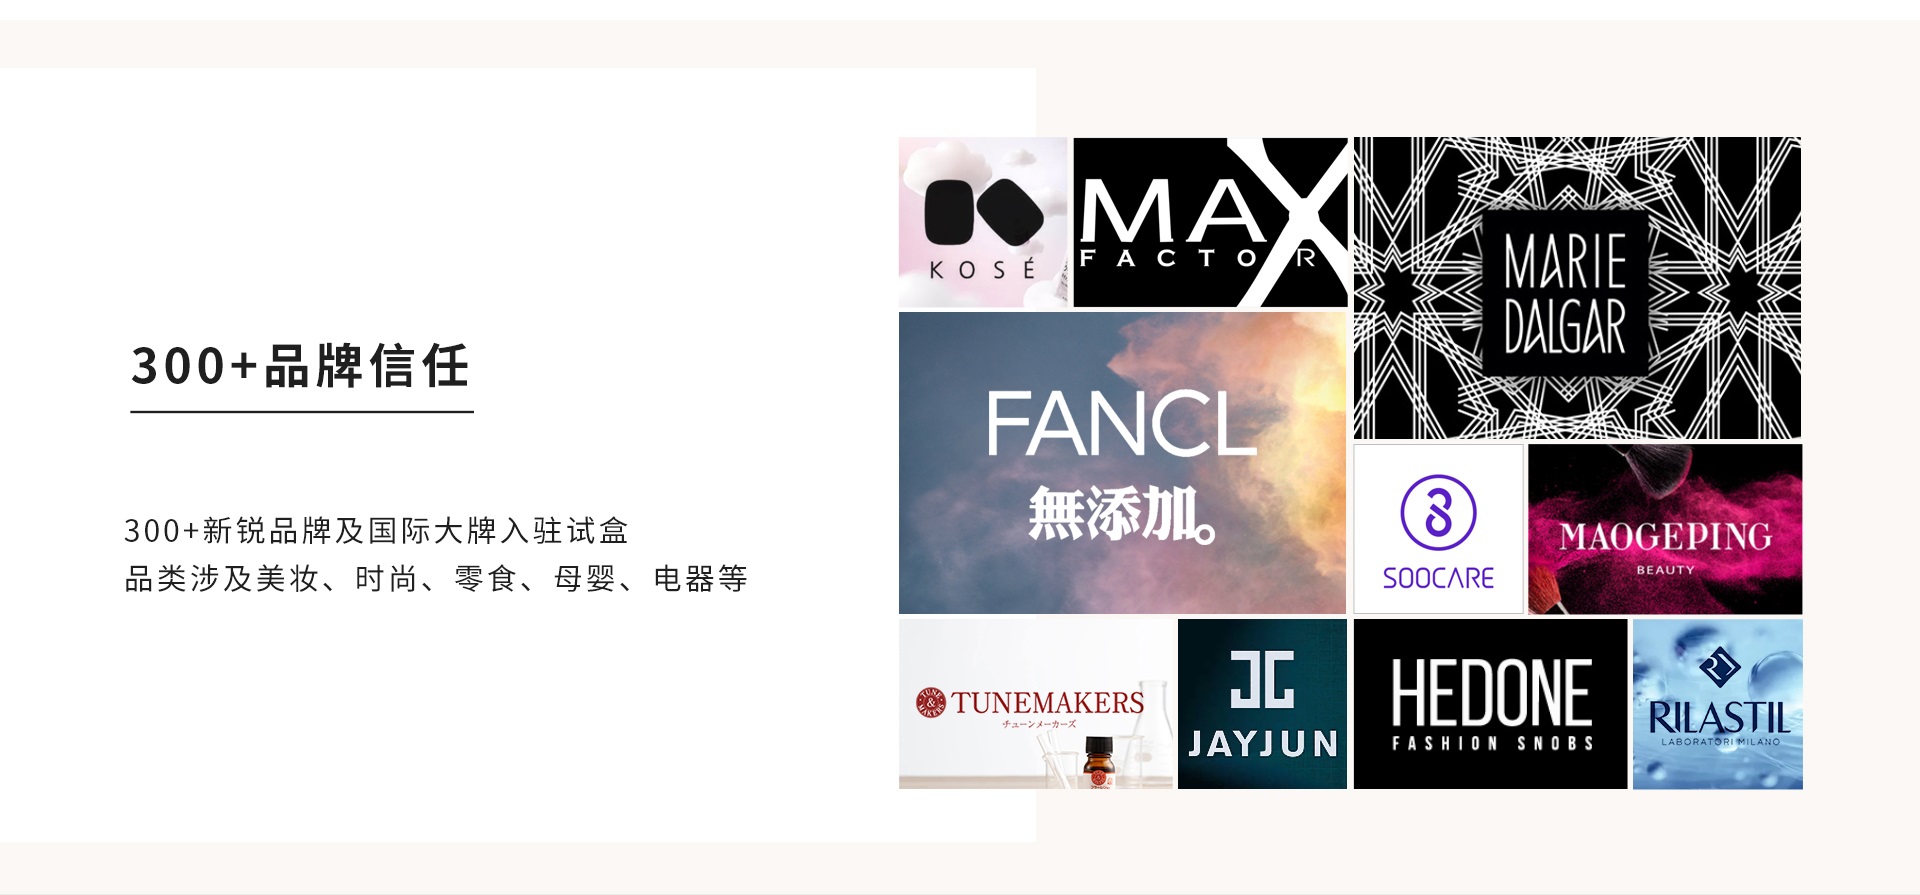 300+品牌信任
300+新锐品牌及国际大牌入驻试盒
品类涉及美妆、时尚、零食、母婴、电器等
KOSÉ
MAX
FACTOR
MARIE
DALGAR
FANCL
無添加。
SOOCARE
MAOGEPING
BEAUTY
TUNE
&
MAKERS
TUNEMAKERS
チューンメーカーズ
JAYJUN
HEDONE
FASHION SNOBS
RILASTIL
LABORATORI MILANO